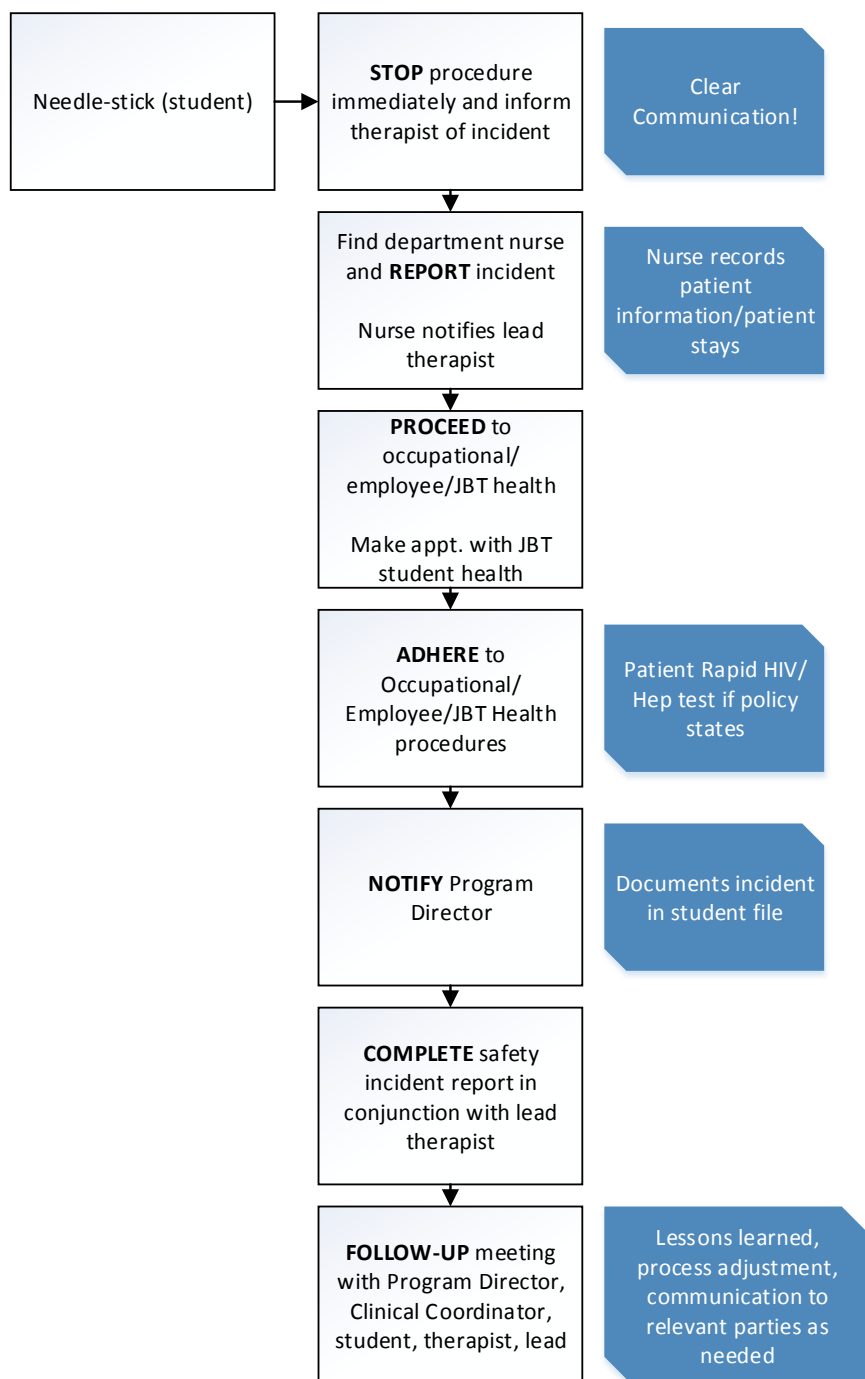 Needle-stick (student)
STOP procedure
immediately and inform
therapist of incident
Clear
Communication!
Find department nurse
and REPORT incident
Nurse notifies lead
therapist
Nurse records
patient
information/patient
stays
PROCEED to
occupational/
employee/JBT health
Make appt. with JBT
student health
ADHERE to
Occupational/
Employee/JBT Health
procedures
Patient Rapid HIV/
Hep test if policy
states
NOTIFY Program
Director
Documents incident
in student file
COMPLETE safety
incident report in
conjunction with lead
therapist
FOLLOW-UP meeting
with Program Director,
Clinical Coordinator,
student, therapist, lead
Lessons learned,
process adjustment,
communication to
relevant parties as
needed